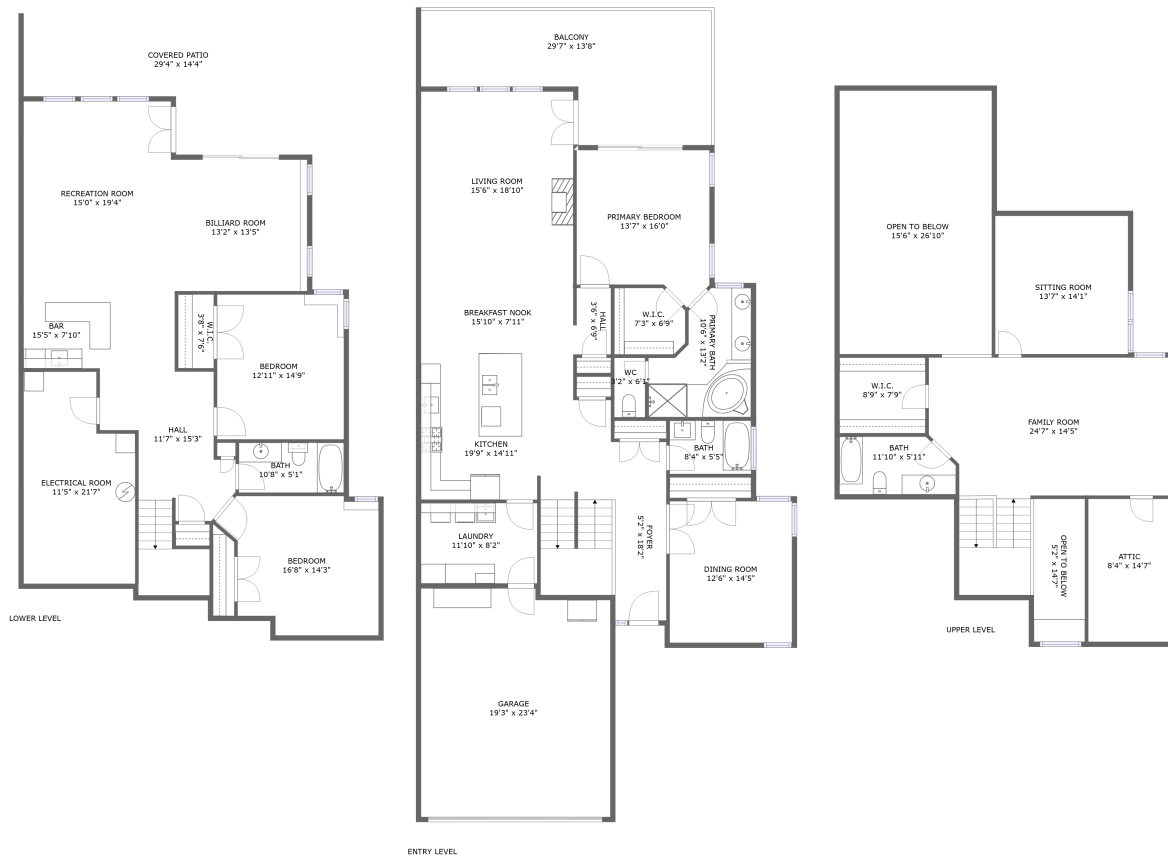 COVERED PATIO
29'4" x 14'4"
RECREATION ROOM
15'0" x 19'4"
BILLIARD ROOM
13'2" x 13'5"
BAR
15'5" x 7'10"
W.I.C.
3'8" x 7'6"
BEDROOM
12'11" x 14'9"
HALL
11'7" x 15'3"
BATH
10'8" x 5'1"
ELECTRICAL ROOM
11'5" x 21'7"
BEDROOM
16'8" x 14'3"
LOWER LEVEL
BALCONY
29'7" x 13'8"
LIVING ROOM
15'6" x 18'10"
PRIMARY BEDROOM
13'7" x 16'0"
BREAKFAST NOOK
15'10" x 7'11"
HALL
3'6" x 6'9"
W.I.C.
7'3" x 6'9"
PRIMARY BATH
10'6" x 13'2"
WC
3'2" x 6'1"
KITCHEN
19'9" x 14'11"
BATH
8'4" x 5'5"
LAUNDRY
11'10" x 8'2"
FOYER
5'2" x 18'2"
DINING ROOM
12'6" x 14'5"
GARAGE
19'3" x 23'4"
ENTRY LEVEL
OPEN TO BELOW
15'6" x 26'10"
SITTING ROOM
13'7" x 14'1"
W.I.C.
8'9" x 7'9"
FAMILY ROOM
24'7" x 14'5"
BATH
11'10" x 5'11"
OPEN TO BELOW
5'2" x 14'7"
ATTIC
8'4" x 14'7"
UPPER LEVEL